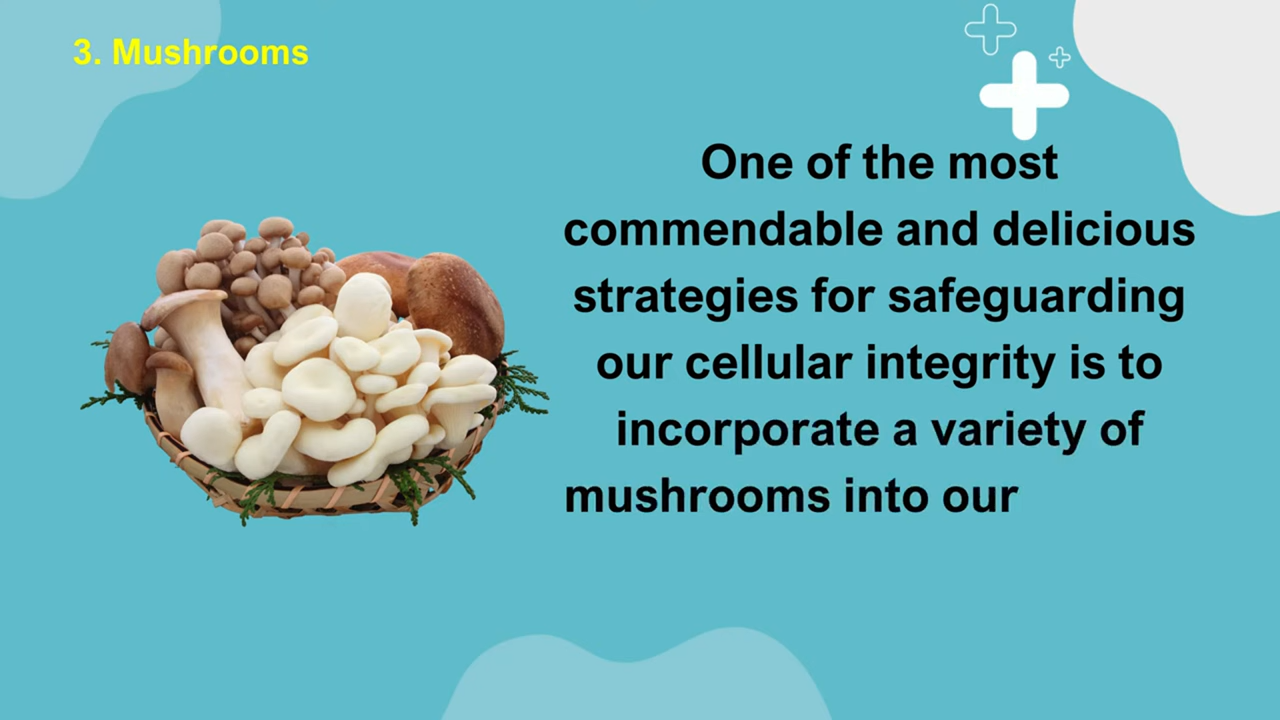 3. Mushrooms
One of the most
commendable and delicious
strategies for safeguarding
our cellular integrity is to
incorporate a variety of
mushrooms into our